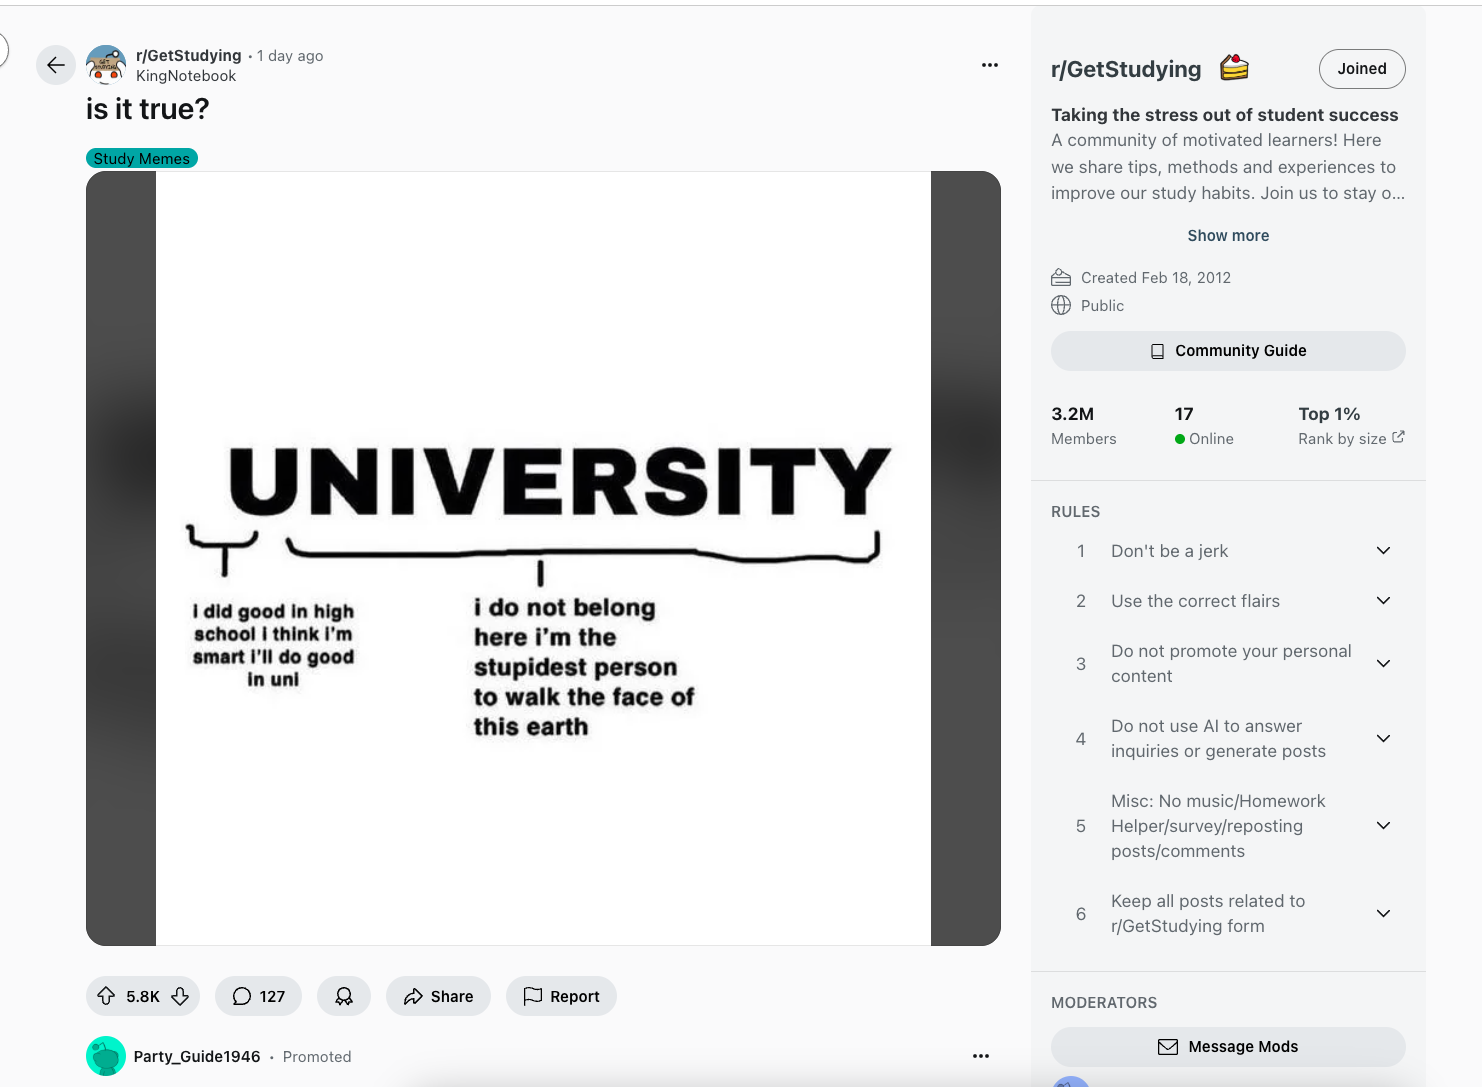 r/GetStudying • 1 day ago
KingNotebook
is it true?
Study Memes
UNIVERSITY
i did good in high
school i think i'm
smart i'll do good
in uni
i do not belong
here i'm the
stupidest person
to walk the face of
this earth
5.8K
127
Share
Report
Party_Guide1946 • Promoted
r/GetStudying
Joined
Taking the stress out of student success
A community of motivated learners! Here
we share tips, methods and experiences to
improve our study habits. Join us to stay o...
Show more
Created Feb 18, 2012
Public
Community Guide
3.2M 17 Top 1%
Members Online Rank by size
RULES
1 Don't be a jerk
2 Use the correct flairs
3 Do not promote your personal
content
4 Do not use AI to answer
inquiries or generate posts
5 Misc: No music/Homework
Helper/survey/reposting
posts/comments
6 Keep all posts related to
r/GetStudying form
MODERATORS
Message Mods